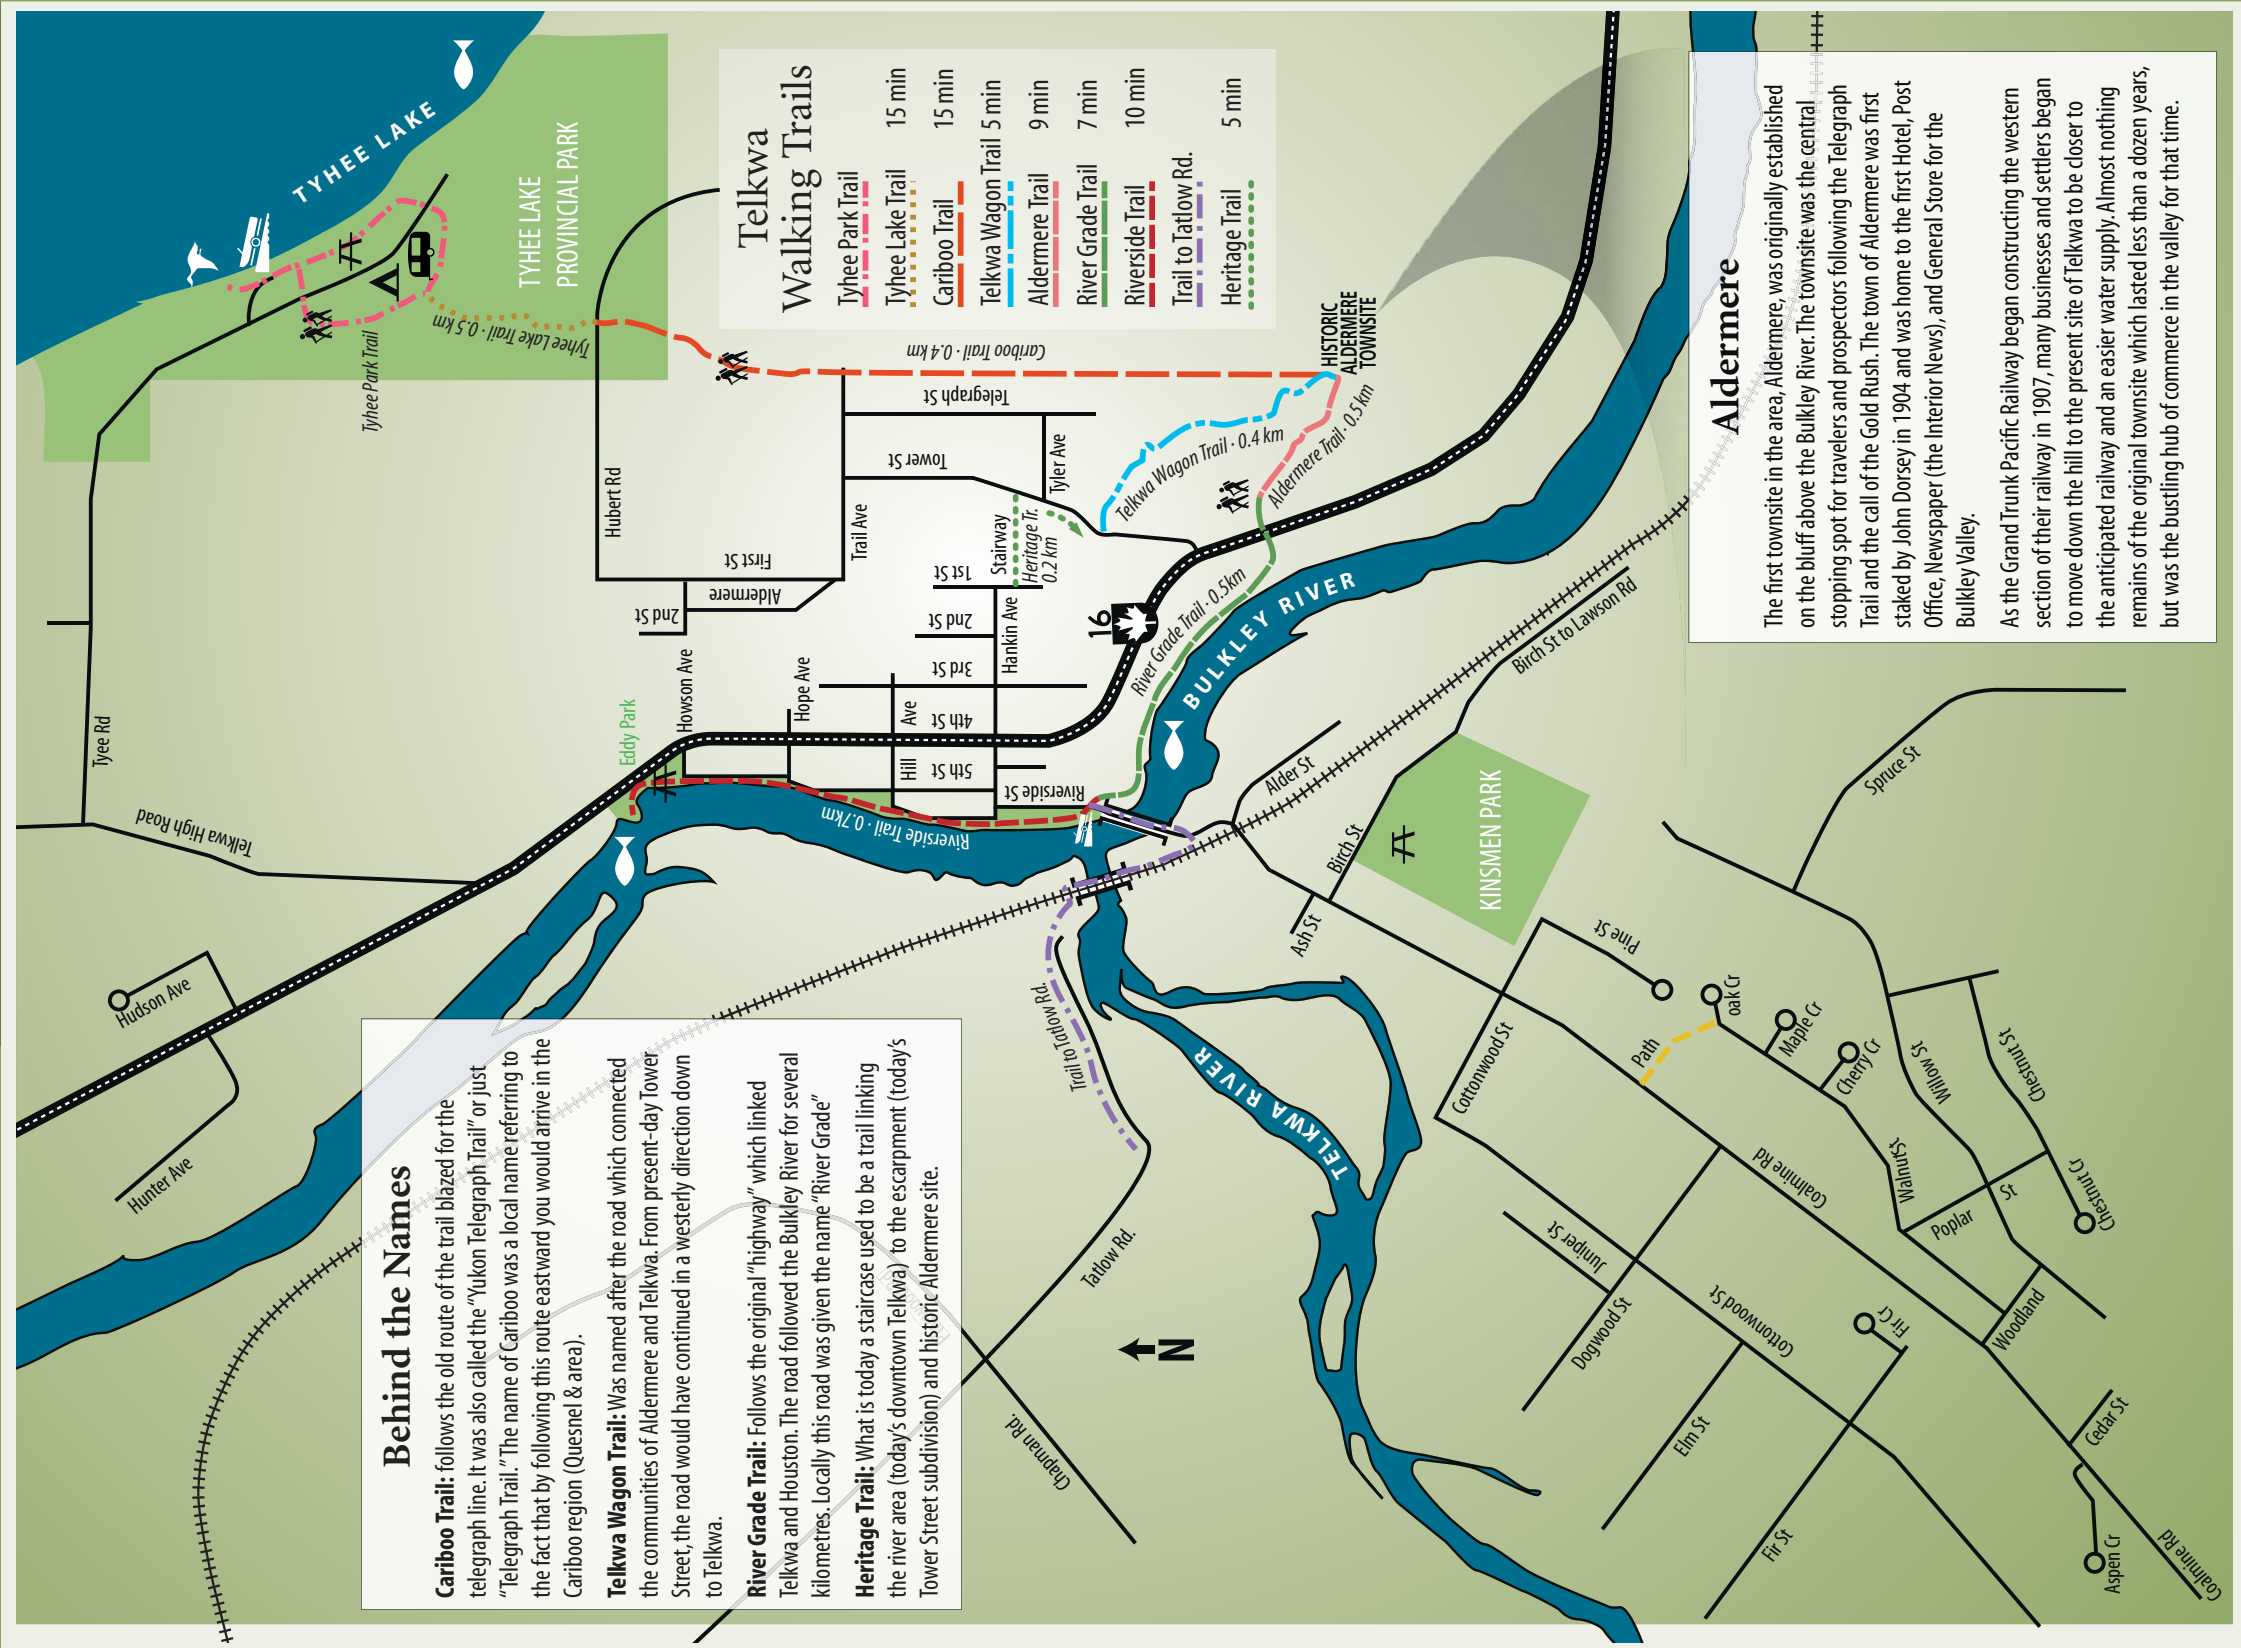 TYHEE LAKE
TYHEE LAKE
PROVINCIAL PARK
Tyhee Park Trail
Tyhee Lake Trail · 0.5 km
Cariboo Trail · 0.4 km
Telkwa
Walking Trails
Tyhee Park Trail 15 min
Tyhee Lake Trail
Cariboo Trail 15 min
Telkwa Wagon Trail 5 min
Aldermere Trail 9 min
River Grade Trail 7 min
Riverside Trail 10 min
Trail to Tatlow Rd.
Heritage Trail 5 min
HISTORIC
ALDERMERE
TOWNSITE
Telkwa Wagon Trail · 0.4 km
Aldermere Trail · 0.5 km
River Grade Trail · 0.5km
Riverside Trail · 0.7km
Trail to Tatlow Rd.
Stairway
Heritage Tr.
0.2 km
Hubert Rd
Telegraph St
Tower St
Tyler Ave
Trail Ave
First St
Aldermere
2nd St
1st St
2nd St
3rd St
4th St
5th St
Hankin Ave
Howson Ave
Hope Ave
Hill
Ave
Riverside St
Eddy Park
16
Tyee Rd
Telkwa High Road
Hudson Ave
Hunter Ave
BULKLEY RIVER
TELKWA RIVER
Birch St to Lawson Rd
Alder St
Birch St
Ash St
KINSMEN PARK
Spruce St
Pine St
Oak Cr
Maple Cr
Cherry Cr
Path
Cottonwood St
Willow St
Chestnut St
Chestnut Cr
Walnut St
Poplar
St
Coalmine Rd
Juniper St
Dogwood St
Cottonwood St
Woodland
Fir Cr
Elm St
Fir St
Cedar St
Aspen Cr
Coalmine Rd
Tatlow Rd.
Chapman Rd.
N
Behind the Names
Cariboo Trail: follows the old route of the trail blazed for the
telegraph line. It was also called the “Yukon Telegraph Trail” or just
“Telegraph Trail.” The name of Cariboo was a local name referring to
the fact that by following this route eastward you would arrive in the
Cariboo region (Quesnel & area).
Telkwa Wagon Trail: Was named after the road which connected
the communities of Aldermere and Telkwa. From present-day Tower
Street, the road would have continued in a westerly direction down
to Telkwa.
River Grade Trail: Follows the original “highway” which linked
Telkwa and Houston. The road followed the Bulkley River for several
kilometres. Locally this road was given the name “River Grade”
Heritage Trail: What is today a staircase used to be a trail linking
the river area (today’s downtown Telkwa) to the escarpment (today’s
Tower Street subdivision) and historic Aldermere site.
Aldermere
The first townsite in the area, Aldermere, was originally established
on the bluff above the Bulkley River. The townsite was the central
stopping spot for travelers and prospectors following the Telegraph
Trail and the call of the Gold Rush. The town of Aldermere was first
staked by John Dorsey in 1904 and was home to the first Hotel, Post
Office, Newspaper (the Interior News), and General Store for the
Bulkley Valley.
As the Grand Trunk Pacific Railway began constructing the western
section of their railway in 1907, many businesses and settlers began
to move down the hill to the present site of Telkwa to be closer to
the anticipated railway and an easier water supply. Almost nothing
remains of the original townsite which lasted less than a dozen years,
but was the bustling hub of commerce in the valley for that time.